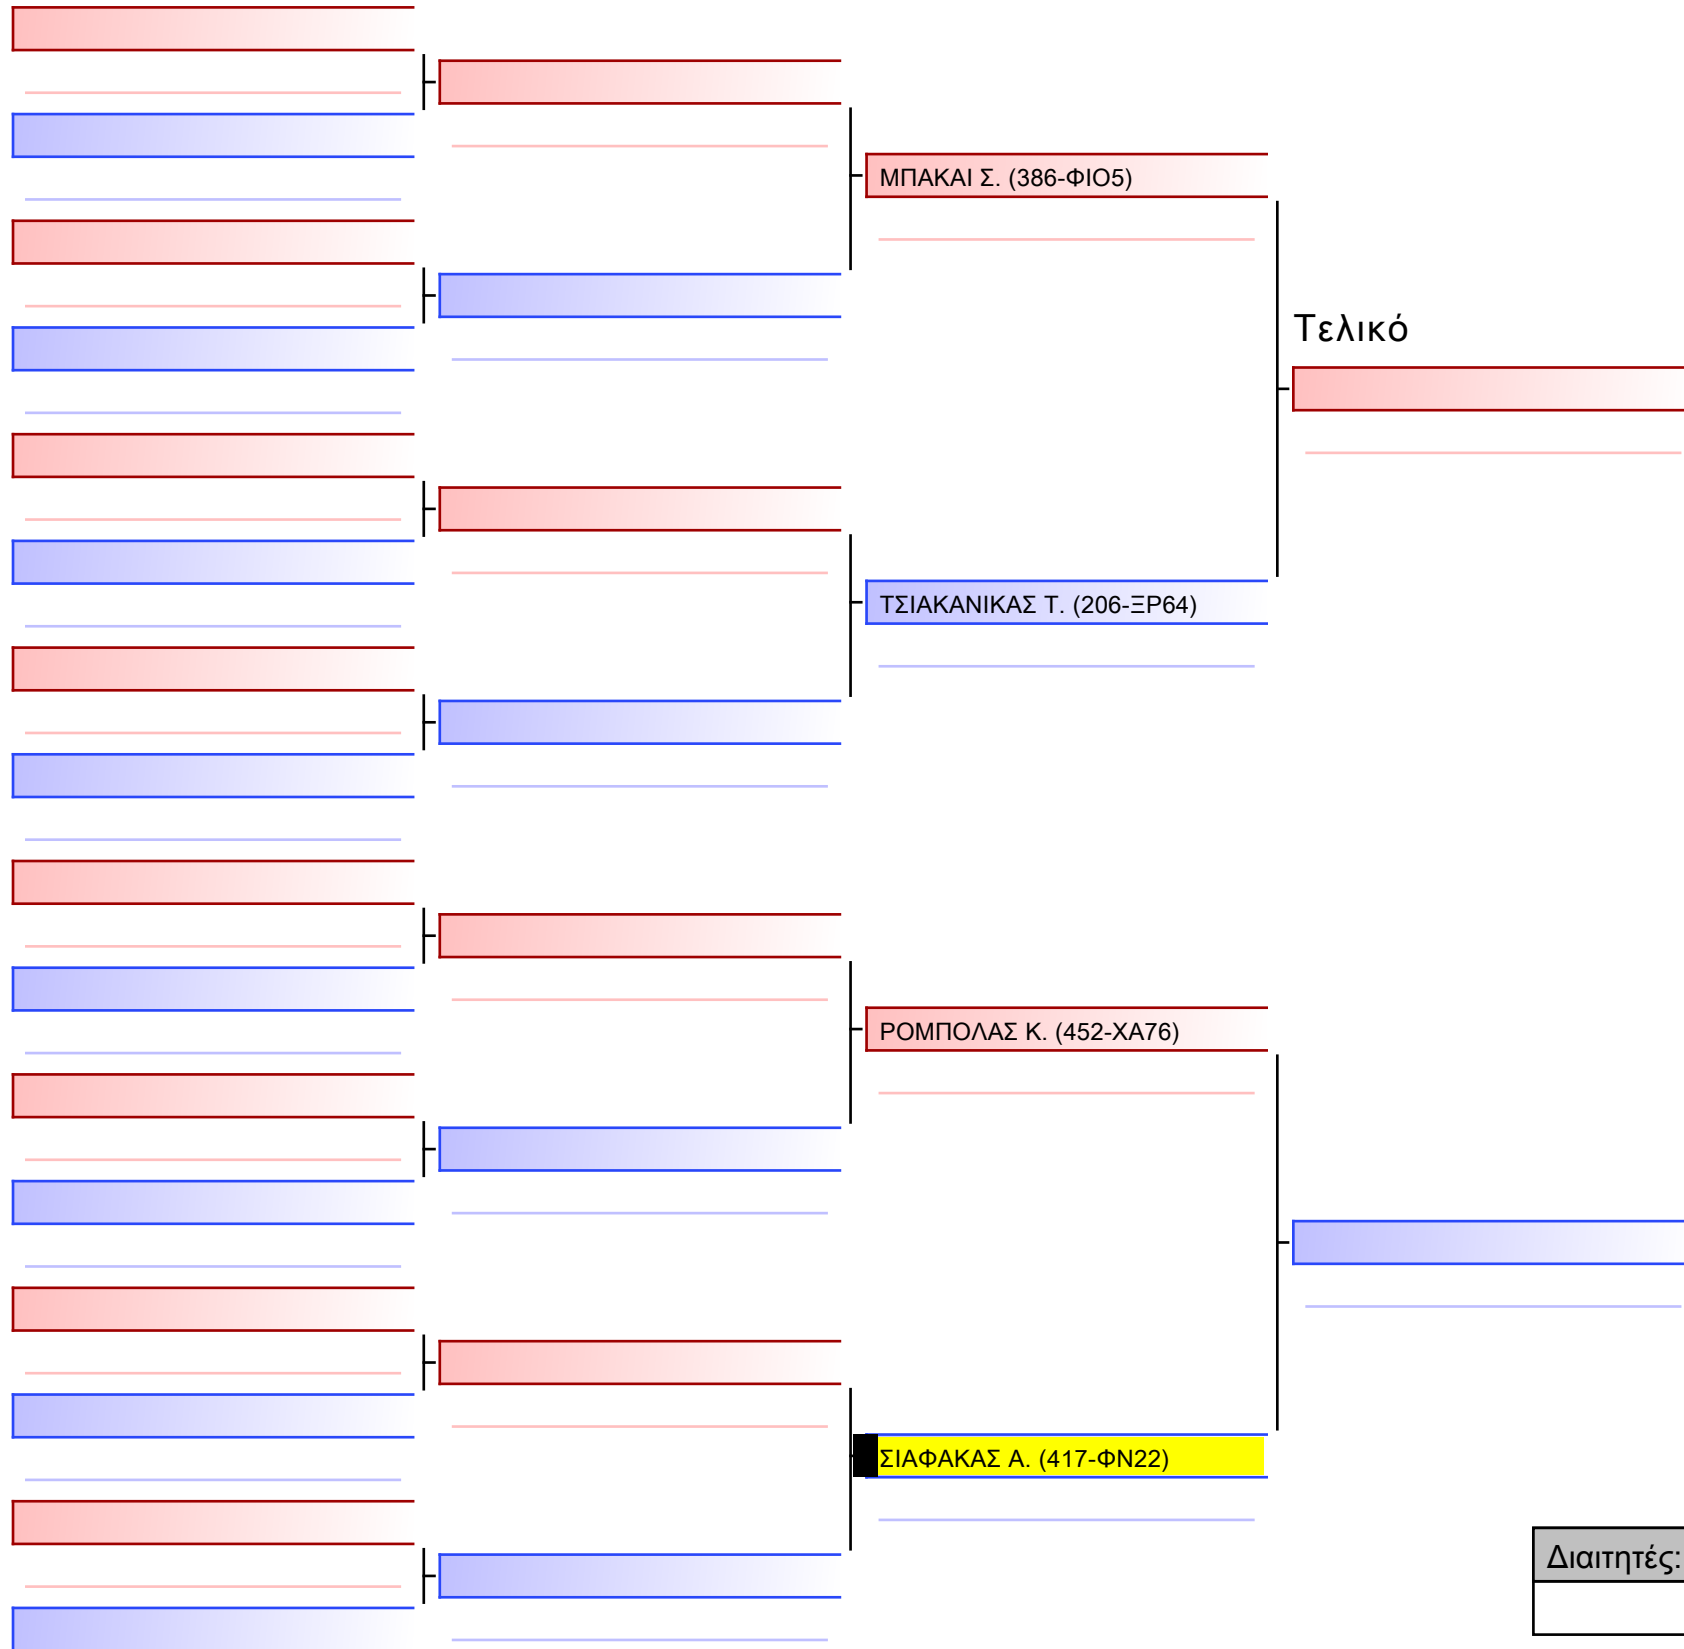 ΜΠΑΚΑΙ Σ. (386-ΦΙΟ5)
Τελικό
ΤΣΙΑΚΑΝΙΚΑΣ Τ. (206-ΞΡ64)
ΡΟΜΠΟΛΑΣ Κ. (452-ΧΑ76)
ΣΙΑΦΑΚΑΣ Α. (417-ΦΝ22)
Διαιτητές: